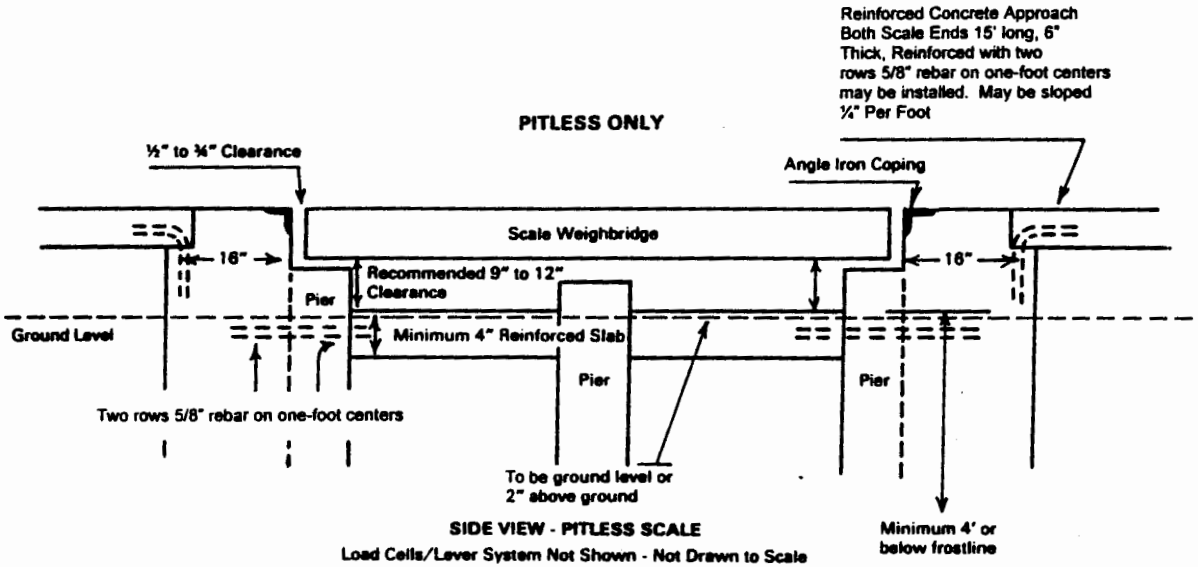 Reinforced Concrete Approach
Both Scale Ends 15' long, 6"
Thick, Reinforced with two
rows 5/8" rebar on one-foot centers
may be installed. May be sloped
¼" Per Foot
PITLESS ONLY
½" to ¾" Clearance
Angle Iron Coping
Scale Weighbridge
16"
Recommended 9" to 12"
Clearance
16"
Pier
Ground Level
Minimum 4" Reinforced Slab
Pier
Pier
Two rows 5/8" rebar on one-foot centers
To be ground level or
2" above ground
SIDE VIEW - PITLESS SCALE
Load Cells/Lever System Not Shown - Not Drawn to Scale
Minimum 4' or
below frostline